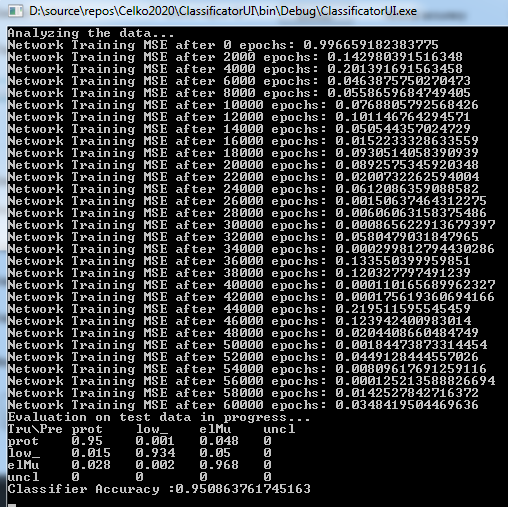 D:\source\repos\Celko2020\ClassificatorUI\bin\Debug\ClassificatorUI.exe
Analyzing the data...
Network Training MSE after 0 epochs: 0.996659182383775
Network Training MSE after 2000 epochs: 0.142980391516348
Network Training MSE after 4000 epochs: 0.201391691563458
Network Training MSE after 6000 epochs: 0.0463875750270473
Network Training MSE after 8000 epochs: 0.0558659684749405
Network Training MSE after 10000 epochs: 0.0768805792568426
Network Training MSE after 12000 epochs: 0.101146764294571
Network Training MSE after 14000 epochs: 0.050544357024729
Network Training MSE after 16000 epochs: 0.0152233328633559
Network Training MSE after 18000 epochs: 0.0930514058390939
Network Training MSE after 20000 epochs: 0.0892575345920348
Network Training MSE after 22000 epochs: 0.0200732262594004
Network Training MSE after 24000 epochs: 0.0612086359088582
Network Training MSE after 26000 epochs: 0.00150637464312275
Network Training MSE after 28000 epochs: 0.00606063158375486
Network Training MSE after 30000 epochs: 0.000865622913679397
Network Training MSE after 32000 epochs: 0.0580479031847965
Network Training MSE after 34000 epochs: 0.000299812794430286
Network Training MSE after 36000 epochs: 0.133550399959851
Network Training MSE after 38000 epochs: 0.120327797491239
Network Training MSE after 40000 epochs: 0.000110165689962327
Network Training MSE after 42000 epochs: 0.000175619360694166
Network Training MSE after 44000 epochs: 0.219511595545459
Network Training MSE after 46000 epochs: 0.123942400983014
Network Training MSE after 48000 epochs: 0.0204408660484749
Network Training MSE after 50000 epochs: 0.00184473873314454
Network Training MSE after 52000 epochs: 0.0449128444557026
Network Training MSE after 54000 epochs: 0.00809617691259116
Network Training MSE after 56000 epochs: 0.000125213588826694
Network Training MSE after 58000 epochs: 0.0142527842716372
Network Training MSE after 60000 epochs: 0.0348419504469636
Evaluation on test data in progress...
Tru\Pre prot low_ elMu uncl
prot 0.95 0.001 0.048 0
low_ 0.015 0.934 0.05 0
elMu 0.028 0.002 0.968 0
uncl 0 0 0 0
Classifier Accuracy :0.950863761745163